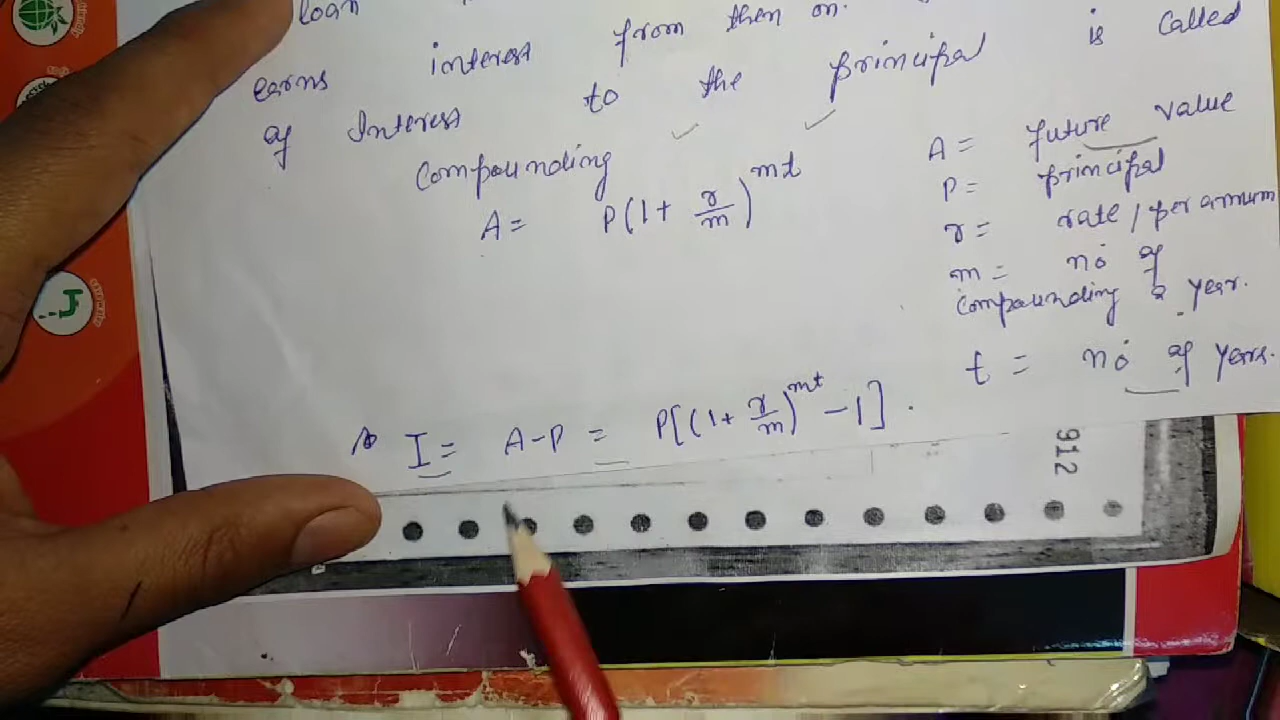 loan
earns interest from then on.
of Interest to the principal is called
Compounding
A = P(1 + r/m)^mt
A = future value
P = principal
r = rate / per annum
m = no of
compounding a year.
t = no of years.
I = A-P = P[(1 + r/m)^mt - 1].
912